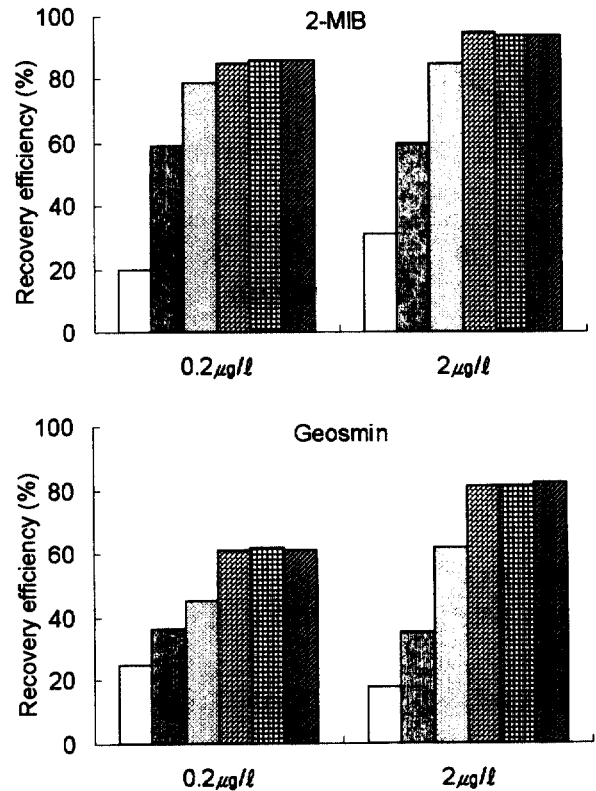 2-MIB
Recovery efficiency (%)
100
80
60
40
20
0
0.2μg/ℓ
2μg/ℓ
Geosmin
Recovery efficiency (%)
100
80
60
40
20
0
0.2μg/ℓ
2μg/ℓ